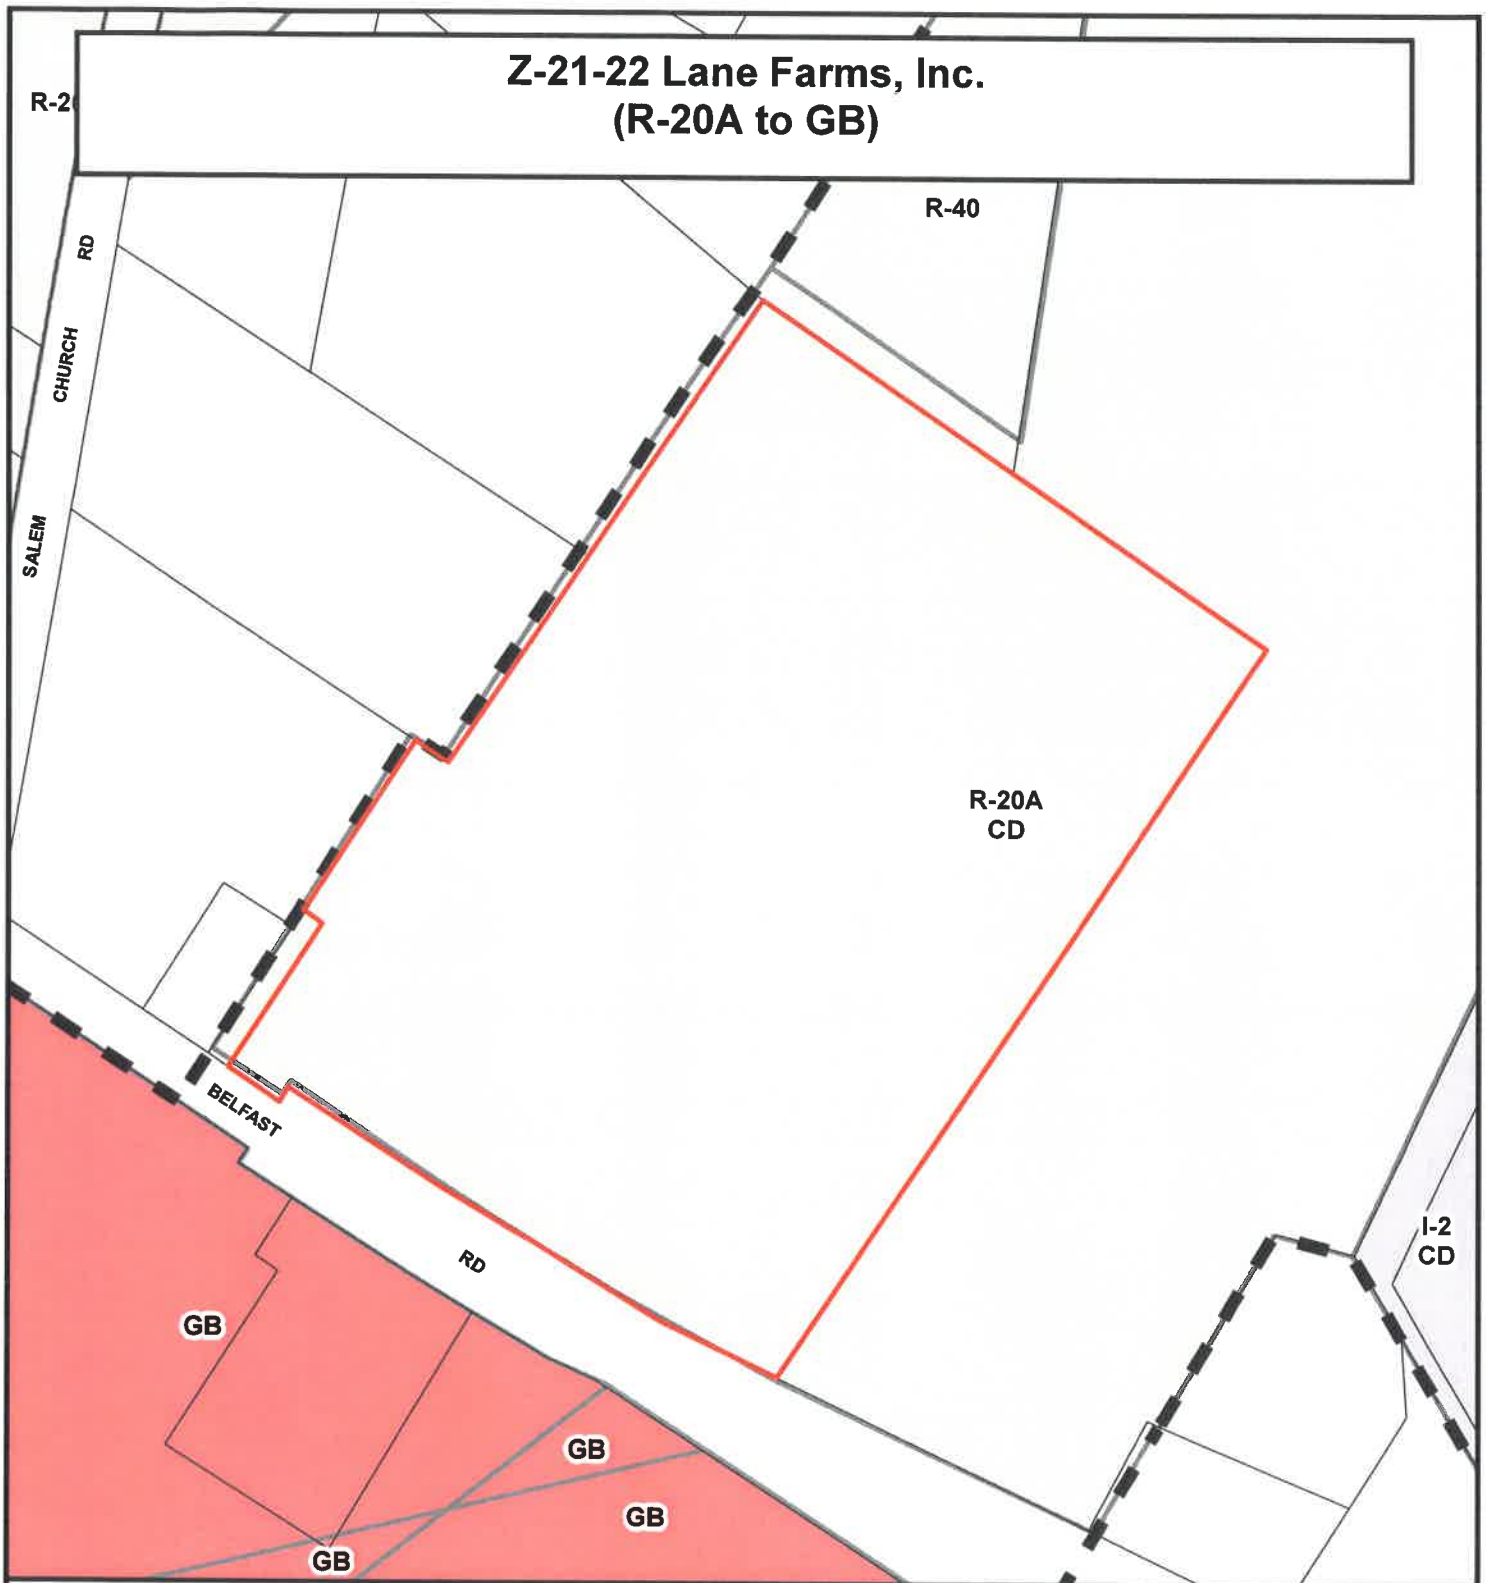 Z-21-22 Lane Farms, Inc.
(R-20A to GB)
R-2
R-40
SALEM CHURCH RD
R-20A
CD
BELFAST RD
I-2
CD
GB
GB
GB
GB